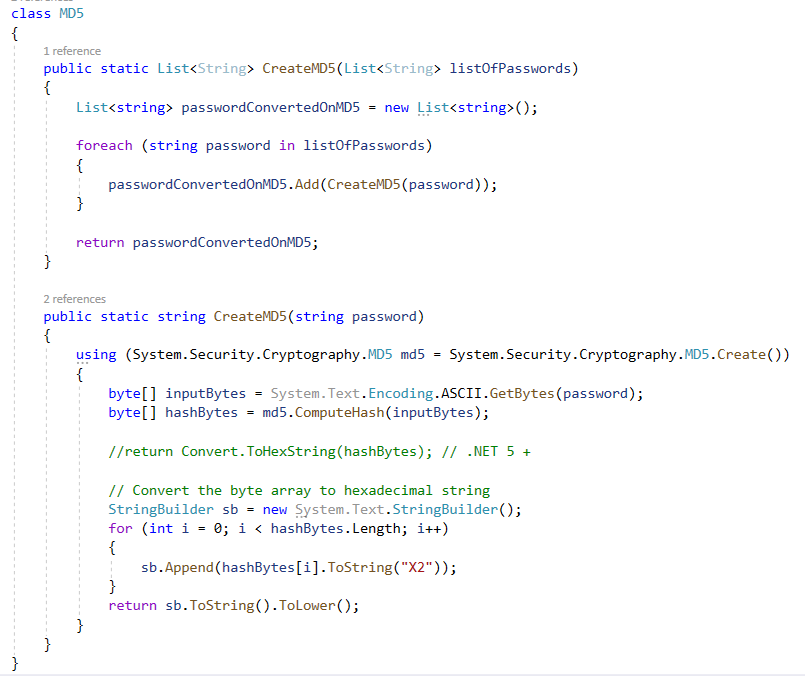 class MD5
{
1 reference
public static List<String> CreateMD5(List<String> listOfPasswords)
{
List<string> passwordConvertedOnMD5 = new List<string>();
foreach (string password in listOfPasswords)
{
passwordConvertedOnMD5.Add(CreateMD5(password));
}
return passwordConvertedOnMD5;
}
2 references
public static string CreateMD5(string password)
{
using (System.Security.Cryptography.MD5 md5 = System.Security.Cryptography.MD5.Create())
{
byte[] inputBytes = System.Text.Encoding.ASCII.GetBytes(password);
byte[] hashBytes = md5.ComputeHash(inputBytes);
//return Convert.ToHexString(hashBytes); // .NET 5 +
// Convert the byte array to hexadecimal string
StringBuilder sb = new System.Text.StringBuilder();
for (int i = 0; i < hashBytes.Length; i++)
{
sb.Append(hashBytes[i].ToString("X2"));
}
return sb.ToString().ToLower();
}
}
}